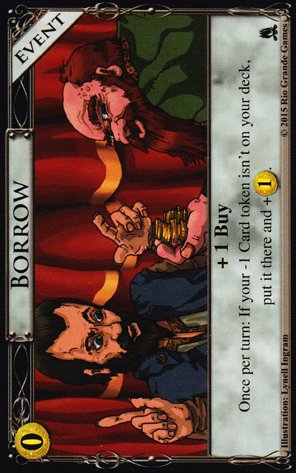 EVENT
BORROW
0
+1 Buy
Once per turn: If your -1 Card token isn't on your deck,
put it there and +1.
Illustration: Lynell Ingram
© 2015 Rio Grande Games